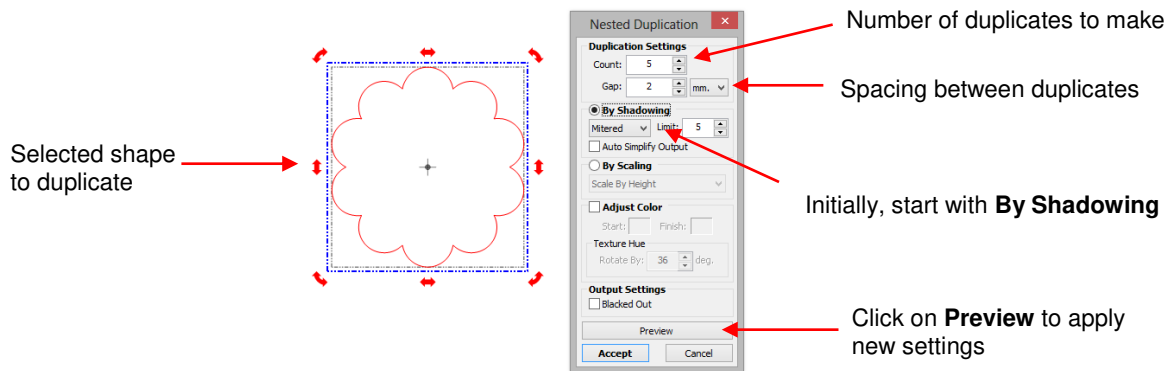 Selected shape
to duplicate
Nested Duplication
Duplication Settings
Count: 5
Gap: 2 mm.
By Shadowing
Mitered Limit: 5
Auto Simplify Output
By Scaling
Scale By Height
Adjust Color
Start: Finish:
Texture Hue
Rotate By: 36 deg.
Output Settings
Blacked Out
Preview
Accept Cancel
Number of duplicates to make
Spacing between duplicates
Initially, start with By Shadowing
Click on Preview to apply
new settings